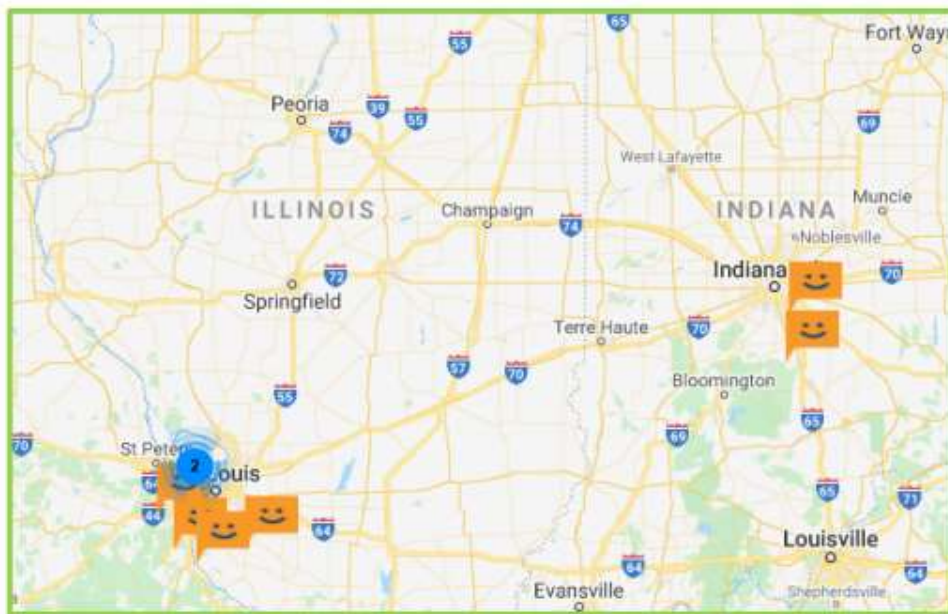 65
Fort Wayn
55
Peoria
39
55
74
69
West Lafayette
Muncie
ILLINOIS
Champaign
INDIANA
74
Noblesville
72
Indiana
70
Springfield
Terre Haute
70
57
70
Bloomington
55
65
69
70
St Peter
2
Louis
64
44
64
65
71
Louisville
64
64
Evansville
Shepherdsville